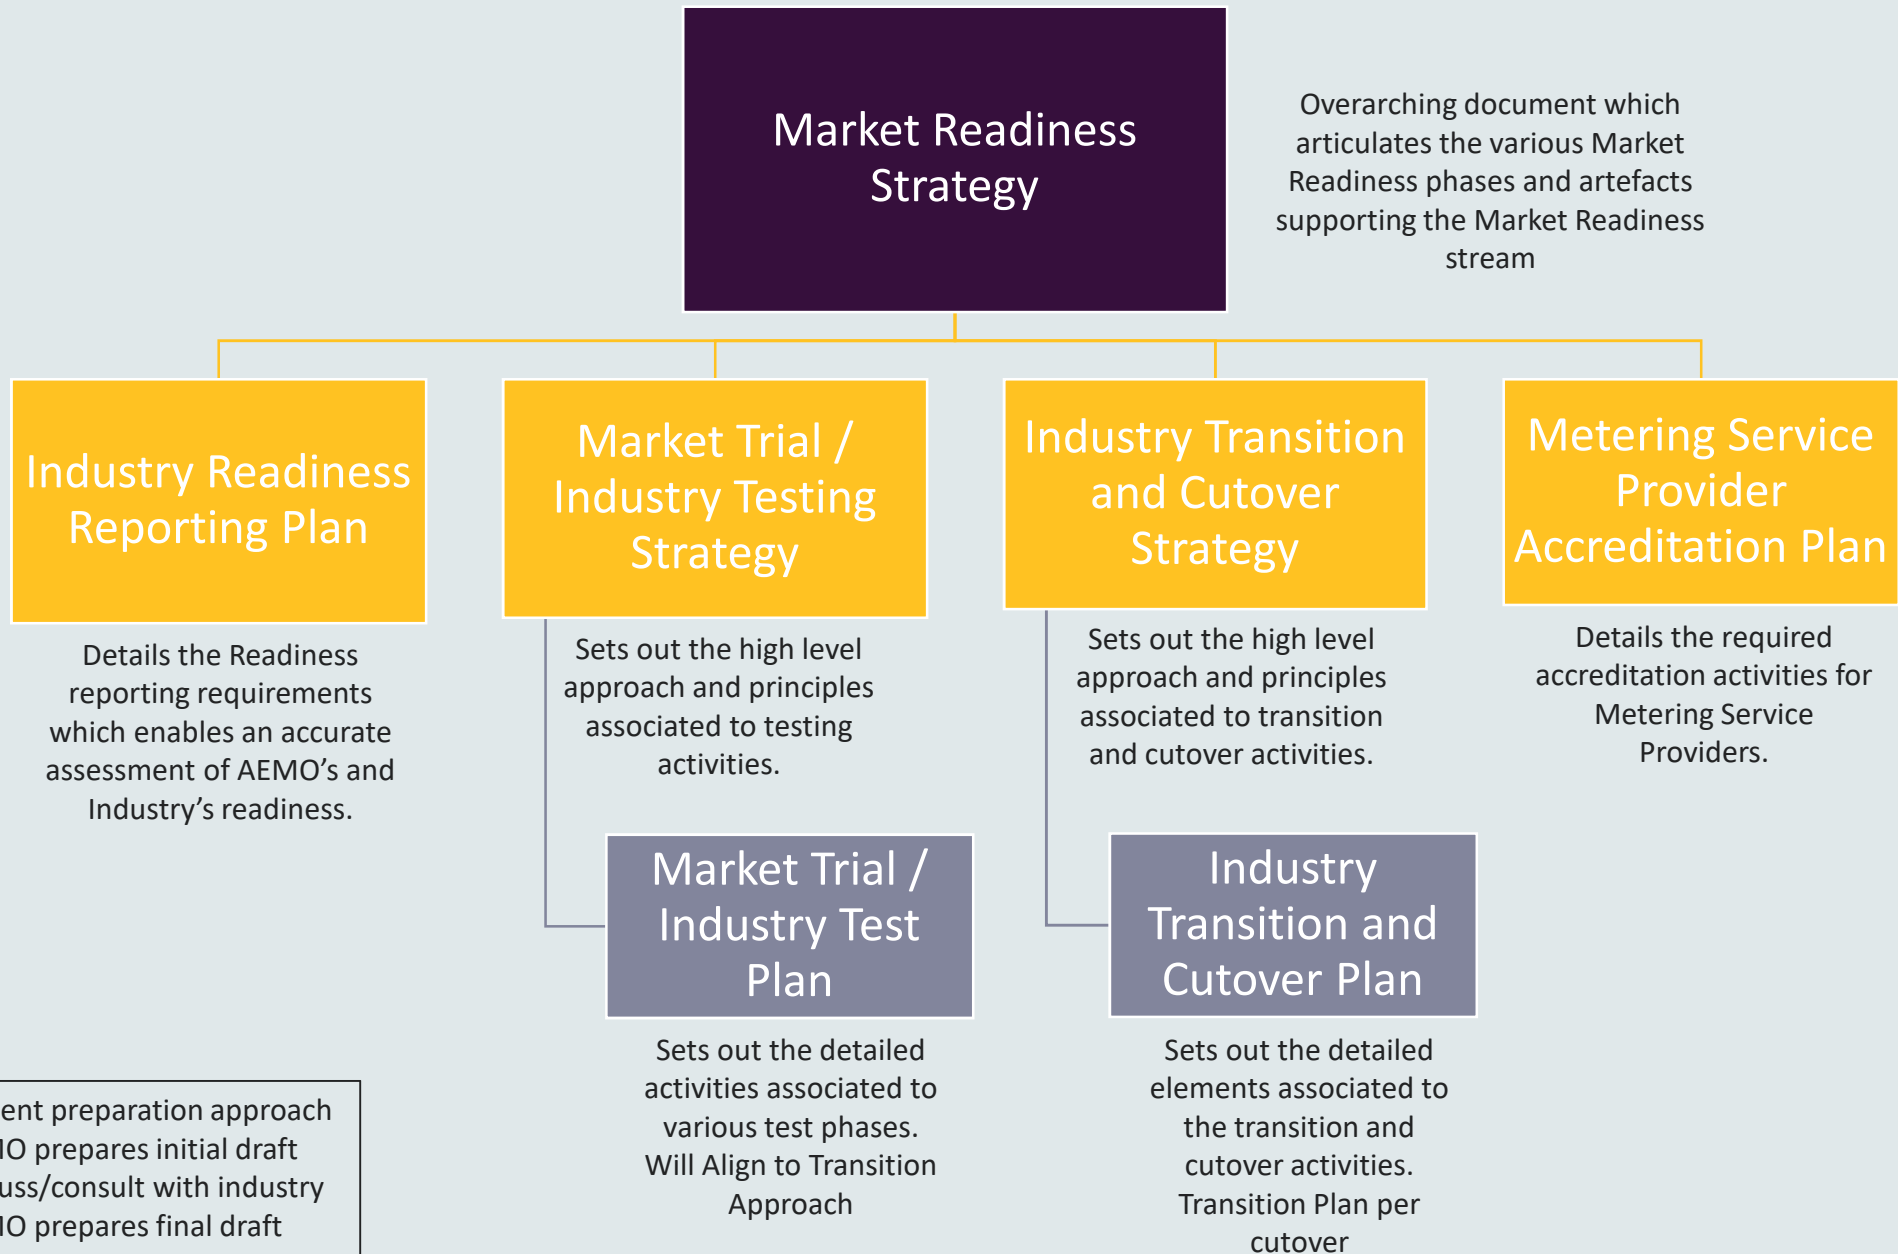 Market Readiness
Strategy
Overarching document which
articulates the various Market
Readiness phases and artefacts
supporting the Market Readiness
stream
Industry Readiness
Reporting Plan
Market Trial /
Industry Testing
Strategy
Industry Transition
and Cutover
Strategy
Metering Service
Provider
Accreditation Plan
Details the Readiness
reporting requirements
which enables an accurate
assessment of AEMO’s and
Industry’s readiness.
Sets out the high level
approach and principles
associated to testing
activities.
Sets out the high level
approach and principles
associated to transition
and cutover activities.
Details the required
accreditation activities for
Metering Service
Providers.
Market Trial /
Industry Test
Plan
Industry
Transition and
Cutover Plan
Sets out the detailed
activities associated to
various test phases.
Will Align to Transition
Approach
Sets out the detailed
elements associated to
the transition and
cutover activities.
Transition Plan per
cutover
preparation approach
prepares initial draft
with industry
prepares final draft